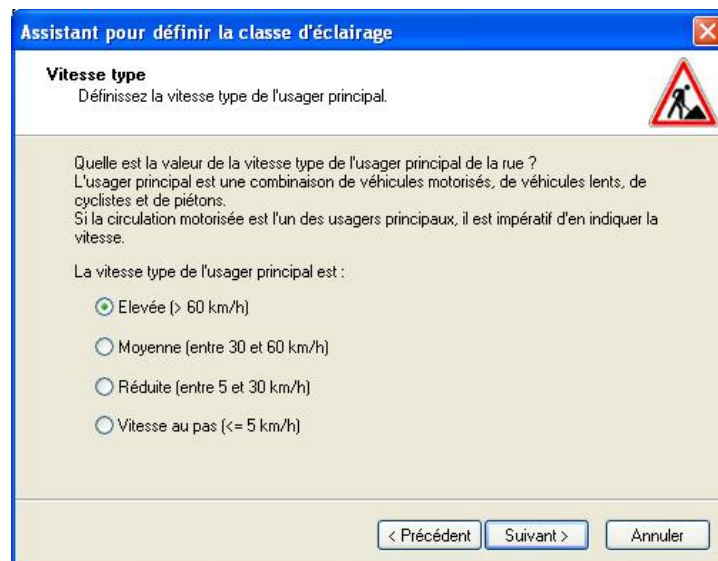 Assistant pour définir la classe d'éclairage
Vitesse type
Définissez la vitesse type de l'usager principal.
Quelle est la valeur de la vitesse type de l'usager principal de la rue ?
L'usager principal est une combinaison de véhicules motorisés, de véhicules lents, de
cyclistes et de piétons.
Si la circulation motorisée est l'un des usagers principaux, il est impératif d'en indiquer la
vitesse.
La vitesse type de l'usager principal est :
Elevée (> 60 km/h)
Moyenne (entre 30 et 60 km/h)
Réduite (entre 5 et 30 km/h)
Vitesse au pas (<= 5 km/h)
< Précédent Suivant > Annuler